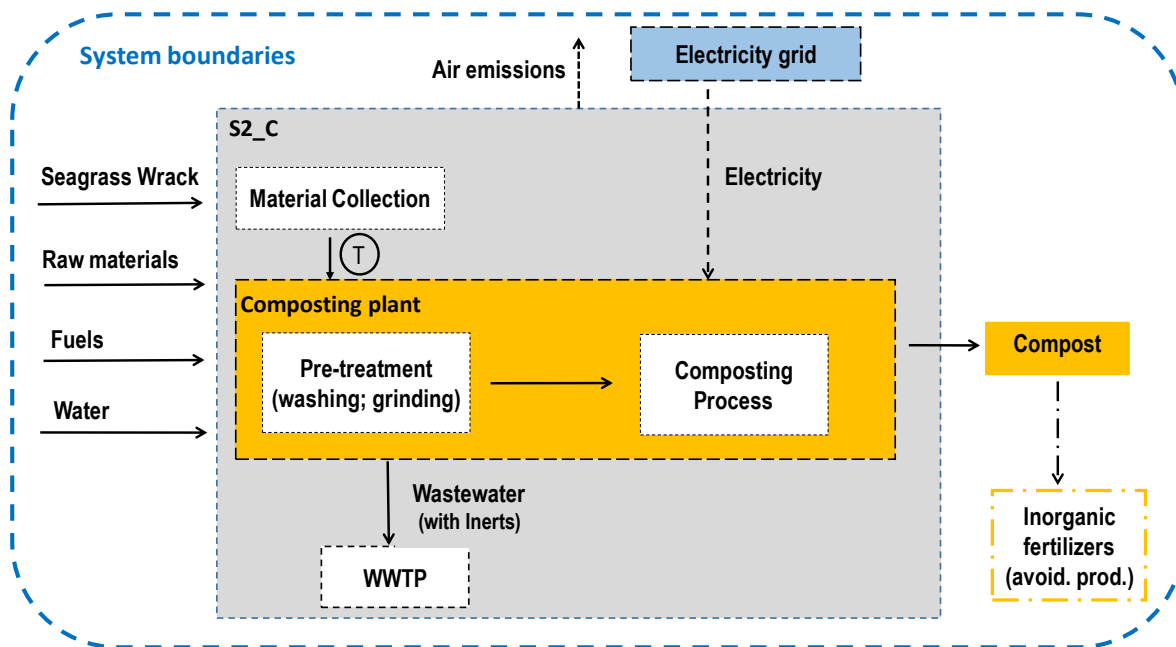 System boundaries
Air emissions
Electricity grid
S2_C
Seagrass Wrack
Material Collection
Electricity
T
Raw materials
Composting plant
Fuels
Pre-treatment
(washing; grinding)
Composting
Process
Compost
Water
Wastewater
(with Inerts)
WWTP
Inorganic
fertilizers
(avoid. prod.)